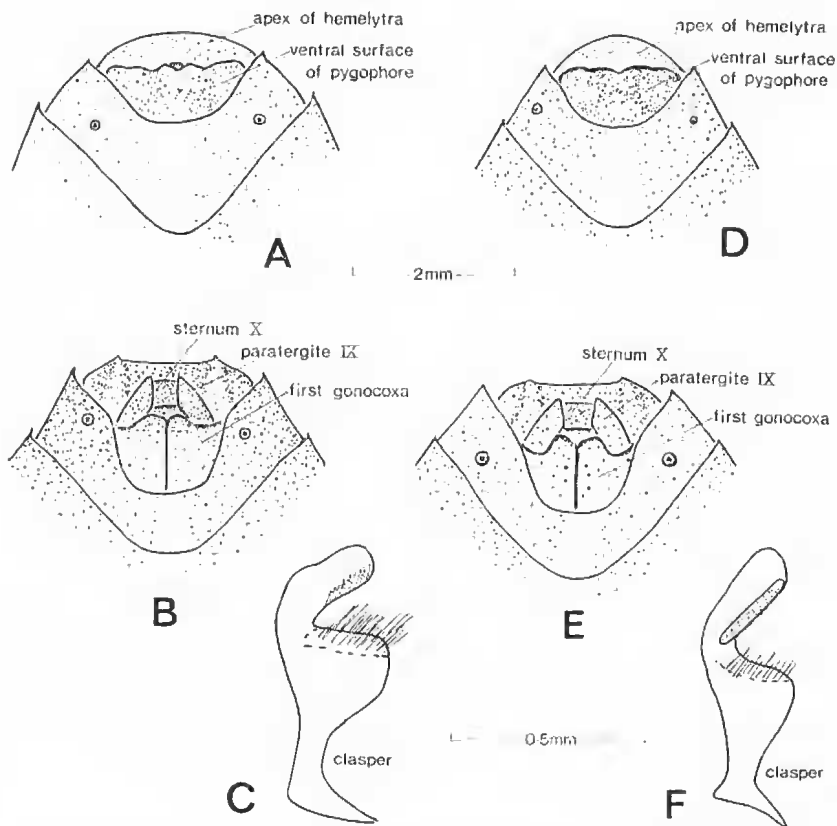 apex of hemelytra
ventral surface
of pygophore
A
apex of hemelytra
ventral surface
of pygophore
D
2mm
sternum X
paratergite IX
first gonocoxa
B
sternum X
paratergite IX
first gonocoxa
E
clasper
C
0·5mm
clasper
F